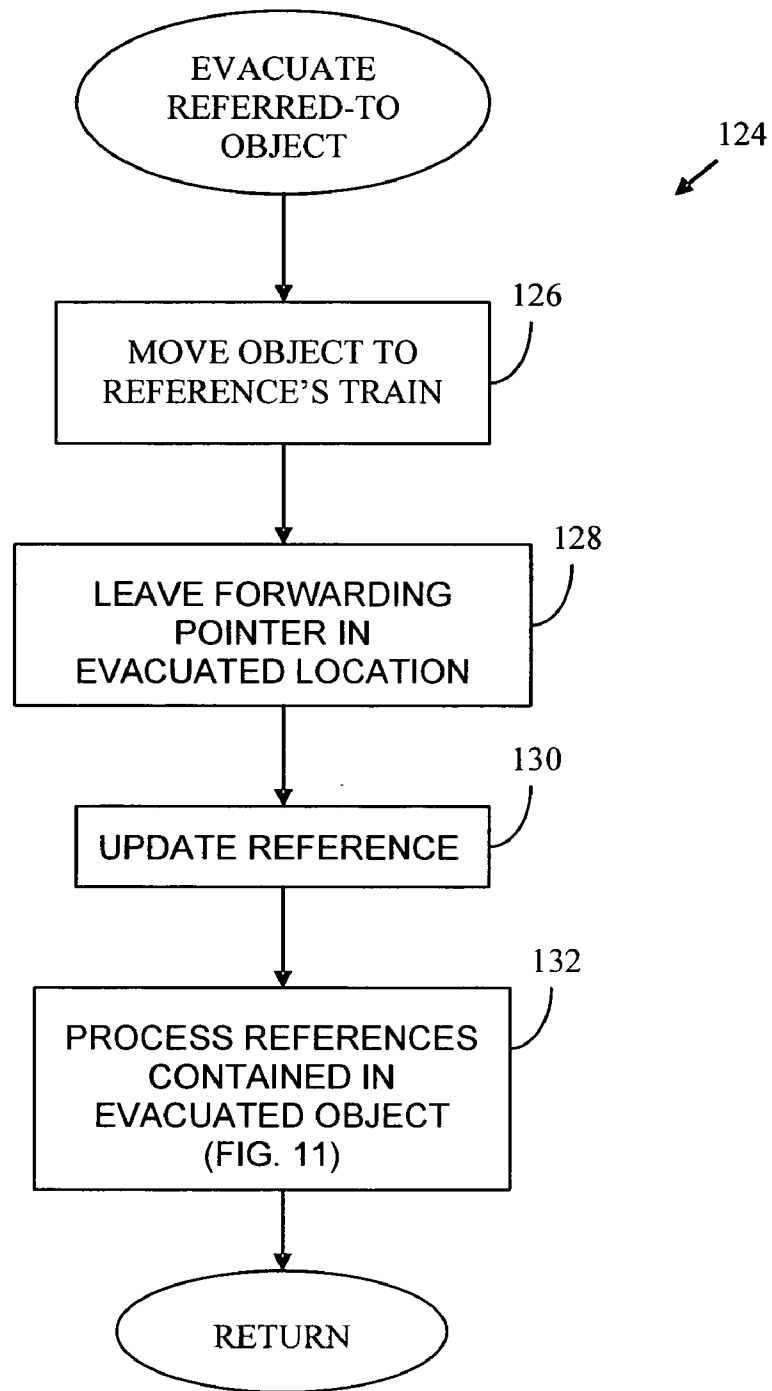 EVACUATE
REFERRED-TO
OBJECT
124
126
MOVE OBJECT TO
REFERENCE'S TRAIN
128
LEAVE FORWARDING
POINTER IN
EVACUATED LOCATION
130
UPDATE REFERENCE
132
PROCESS REFERENCES
CONTAINED IN
EVACUATED OBJECT
(FIG. 11)
RETURN